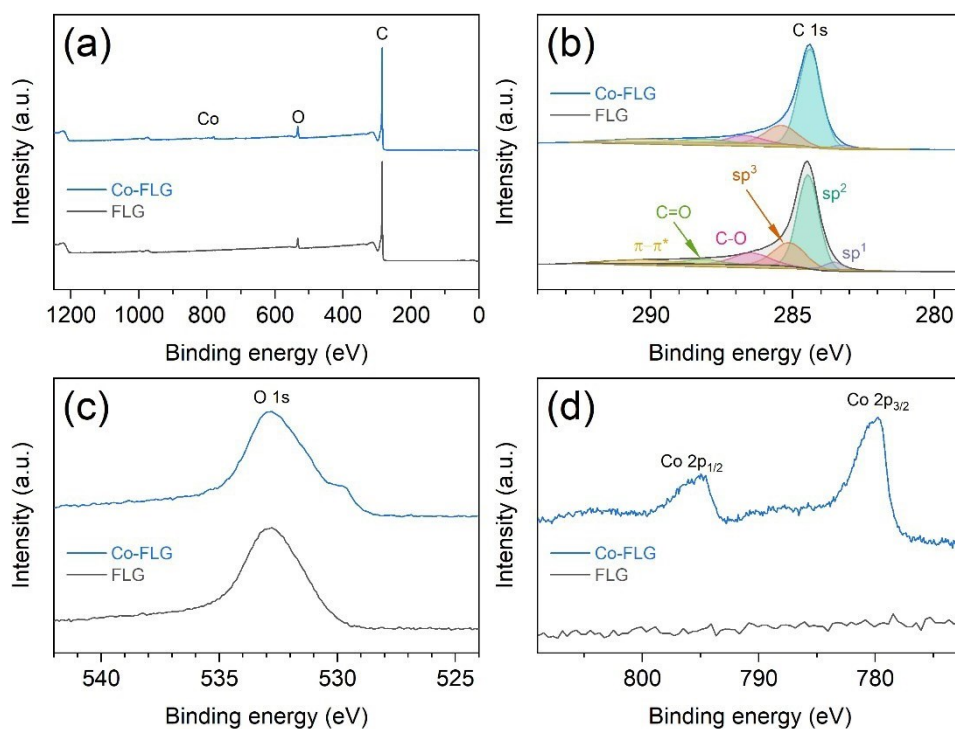 (a)
C
Co
O
Co-FLG
FLG
Intensity (a.u.)
1200 1000 800 600 400 200 0
Binding energy (eV)
(b)
C 1s
Co-FLG
FLG
sp³
C=O
sp²
π−π*
C-O
sp¹
Intensity (a.u.)
290 285 280
Binding energy (eV)
(c)
O 1s
Co-FLG
FLG
Intensity (a.u.)
540 535 530 525
Binding energy (eV)
(d)
Co 2p₃/₂
Co 2p₁/₂
Co-FLG
FLG
Intensity (a.u.)
800 790 780
Binding energy (eV)